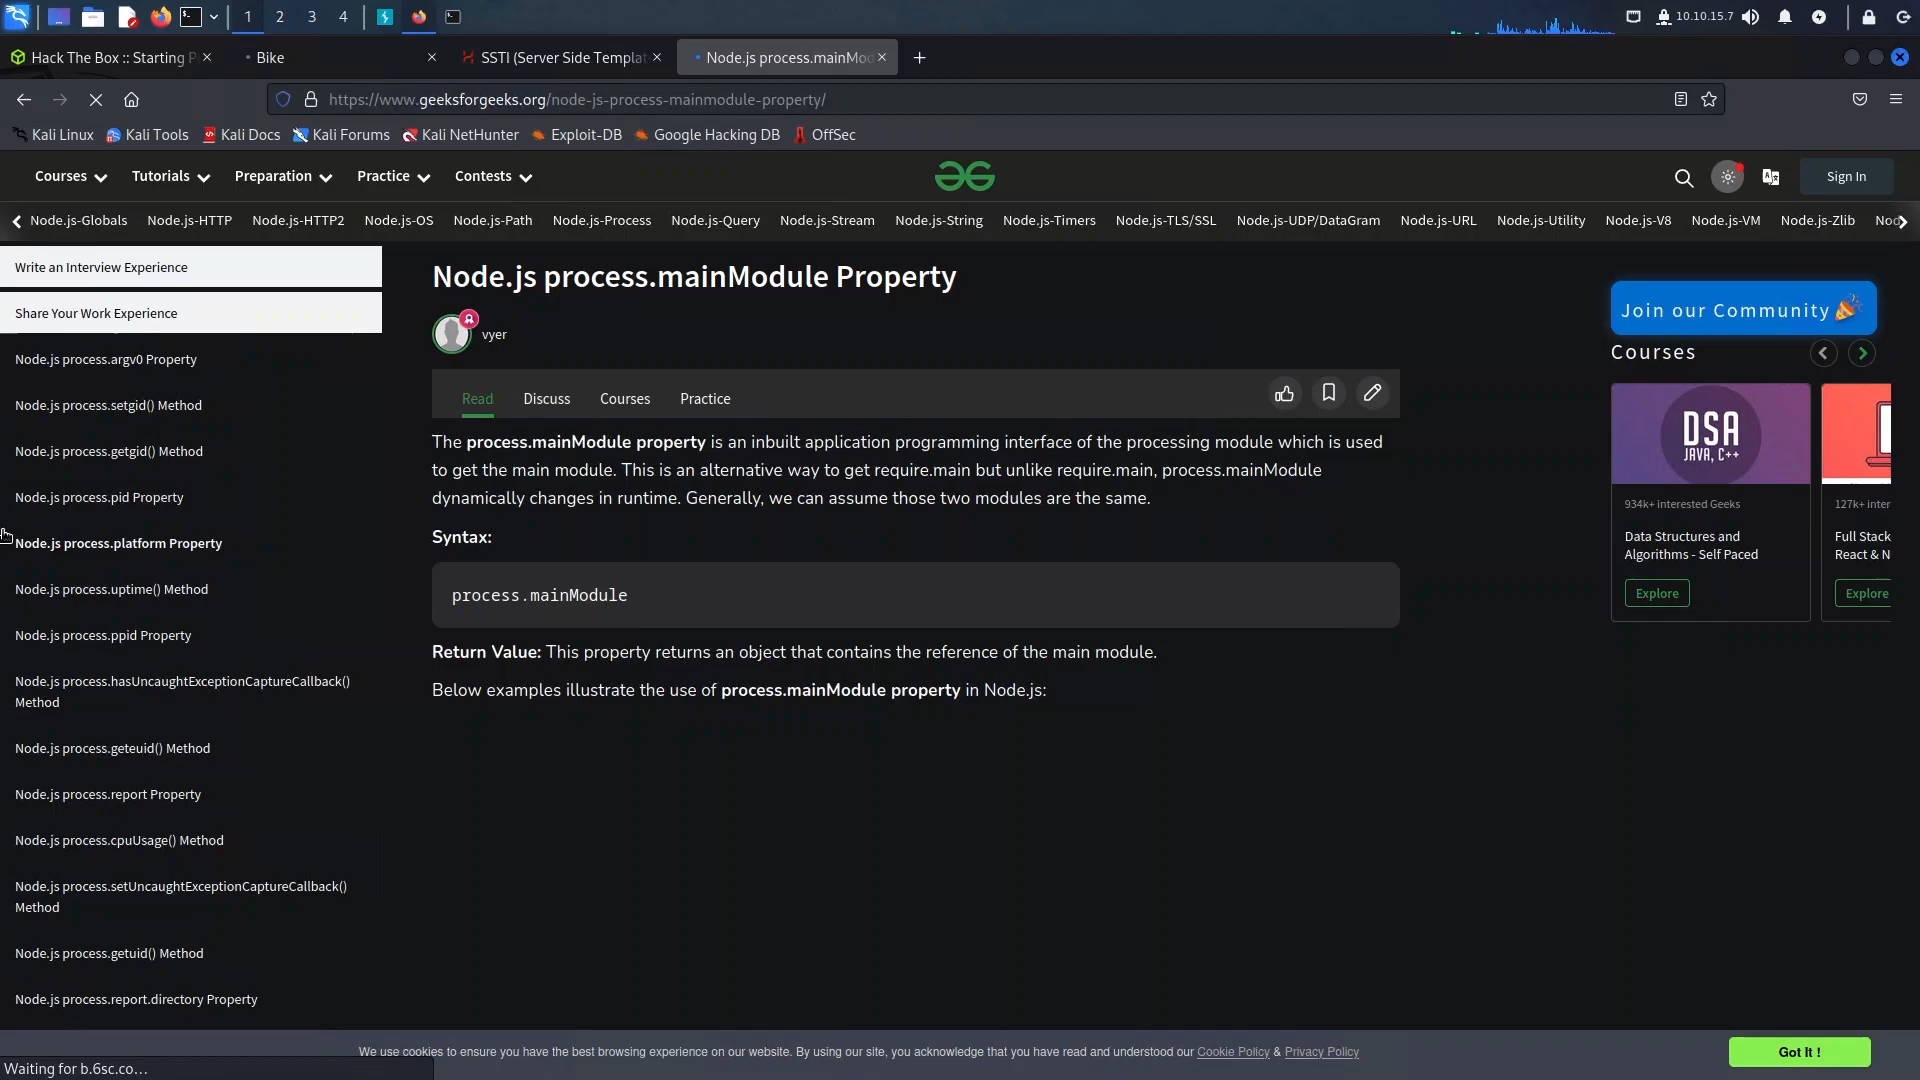 1 2 3 4 10.10.15.7
Hack The Box :: Starting P
Bike
SSTI (Server Side Templat
Node.js process.mainMod
https://www.geeksforgeeks.org/node-js-process-mainmodule-property/
Kali Linux Kali Tools Kali Docs Kali Forums Kali NetHunter Exploit-DB Google Hacking DB OffSec
Courses Tutorials Preparation Practice Contests Sign In
Node.js-Globals Node.js-HTTP Node.js-HTTP2 Node.js-OS Node.js-Path Node.js-Process Node.js-Query Node.js-Stream Node.js-String Node.js-Timers Node.js-TLS/SSL Node.js-UDP/DataGram Node.js-URL Node.js-Utility Node.js-V8 Node.js-VM Node.js-Zlib Nod
Write an Interview Experience
Share Your Work Experience
Node.js process.argv0 Property
Node.js process.setgid() Method
Node.js process.getgid() Method
Node.js process.pid Property
Node.js process.platform Property
Node.js process.uptime() Method
Node.js process.ppid Property
Node.js process.hasUncaughtExceptionCaptureCallback()
Method
Node.js process.geteuid() Method
Node.js process.report Property
Node.js process.cpuUsage() Method
Node.js process.setUncaughtExceptionCaptureCallback()
Method
Node.js process.getuid() Method
Node.js process.report.directory Property
Node.js process.mainModule Property
vyer
Read Discuss Courses Practice
The process.mainModule property is an inbuilt application programming interface of the processing module which is used
to get the main module. This is an alternative way to get require.main but unlike require.main, process.mainModule
dynamically changes in runtime. Generally, we can assume those two modules are the same.
Syntax:
process.mainModule
Return Value: This property returns an object that contains the reference of the main module.
Below examples illustrate the use of process.mainModule property in Node.js:
Join our Community
Courses
DSA
JAVA, C++
934k+ interested Geeks
Data Structures and
Algorithms - Self Paced
Explore
127k+ inter
Full Stack
React & N
Explore
We use cookies to ensure you have the best browsing experience on our website. By using our site, you acknowledge that you have read and understood our Cookie Policy & Privacy Policy
Got It !
Waiting for b.6sc.co…